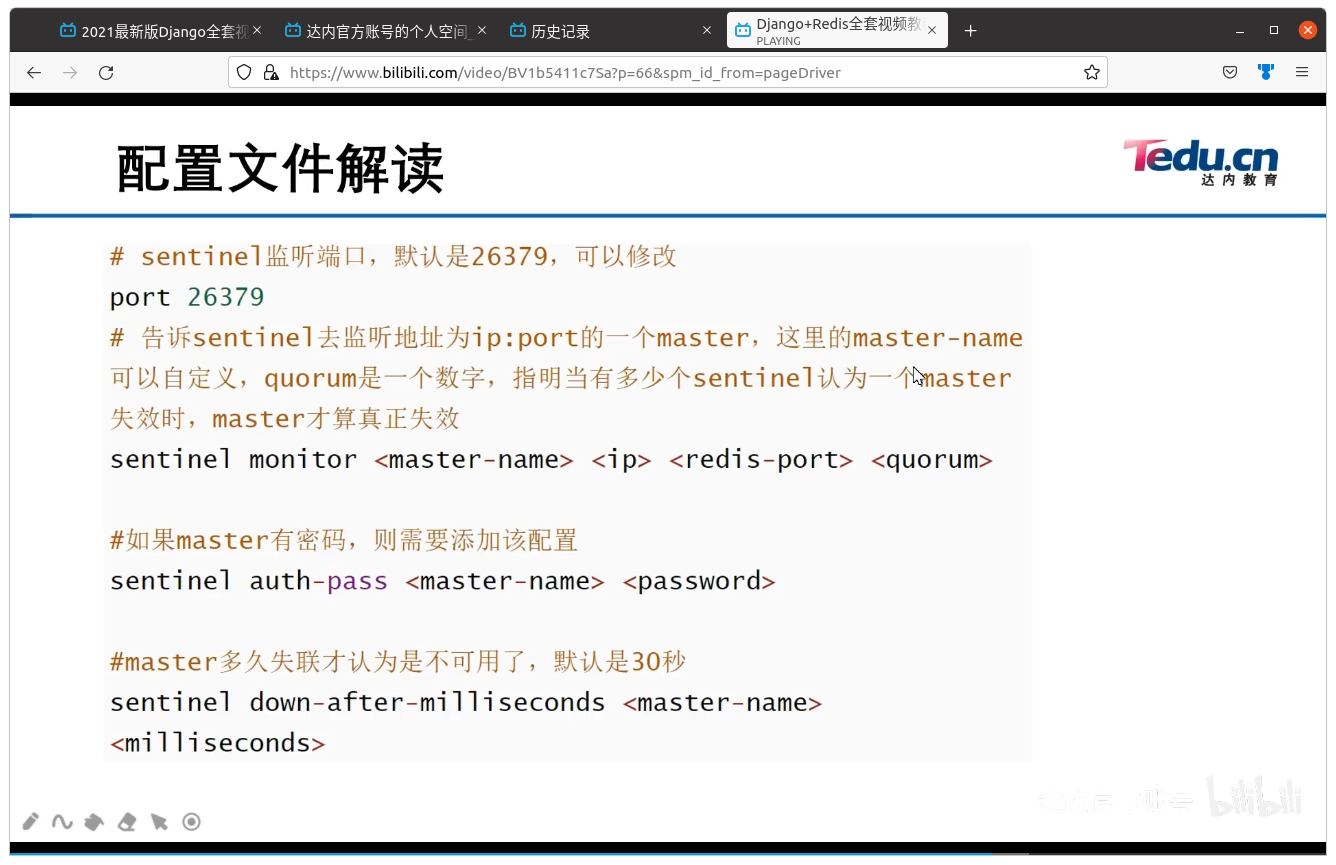 2021最新版Django全套视
达内官方账号的个人空间_
历史记录
Django+Redis全套视频教
PLAYING
https://www.bilibili.com/video/BV1b5411c7Sa?p=66&spm_id_from=pageDriver
配置文件解读
Tedu.cn
达内教育
# sentinel监听端口，默认是26379，可以修改
port 26379
# 告诉sentinel去监听地址为ip:port的一个master，这里的master-name
可以自定义，quorum是一个数字，指明当有多少个sentinel认为一个master
失效时，master才算真正失效
sentinel monitor <master-name> <ip> <redis-port> <quorum>
#如果master有密码，则需要添加该配置
sentinel auth-pass <master-name> <password>
#master多久失联才认为是不可用了，默认是30秒
sentinel down-after-milliseconds <master-name>
<milliseconds>
bilibili